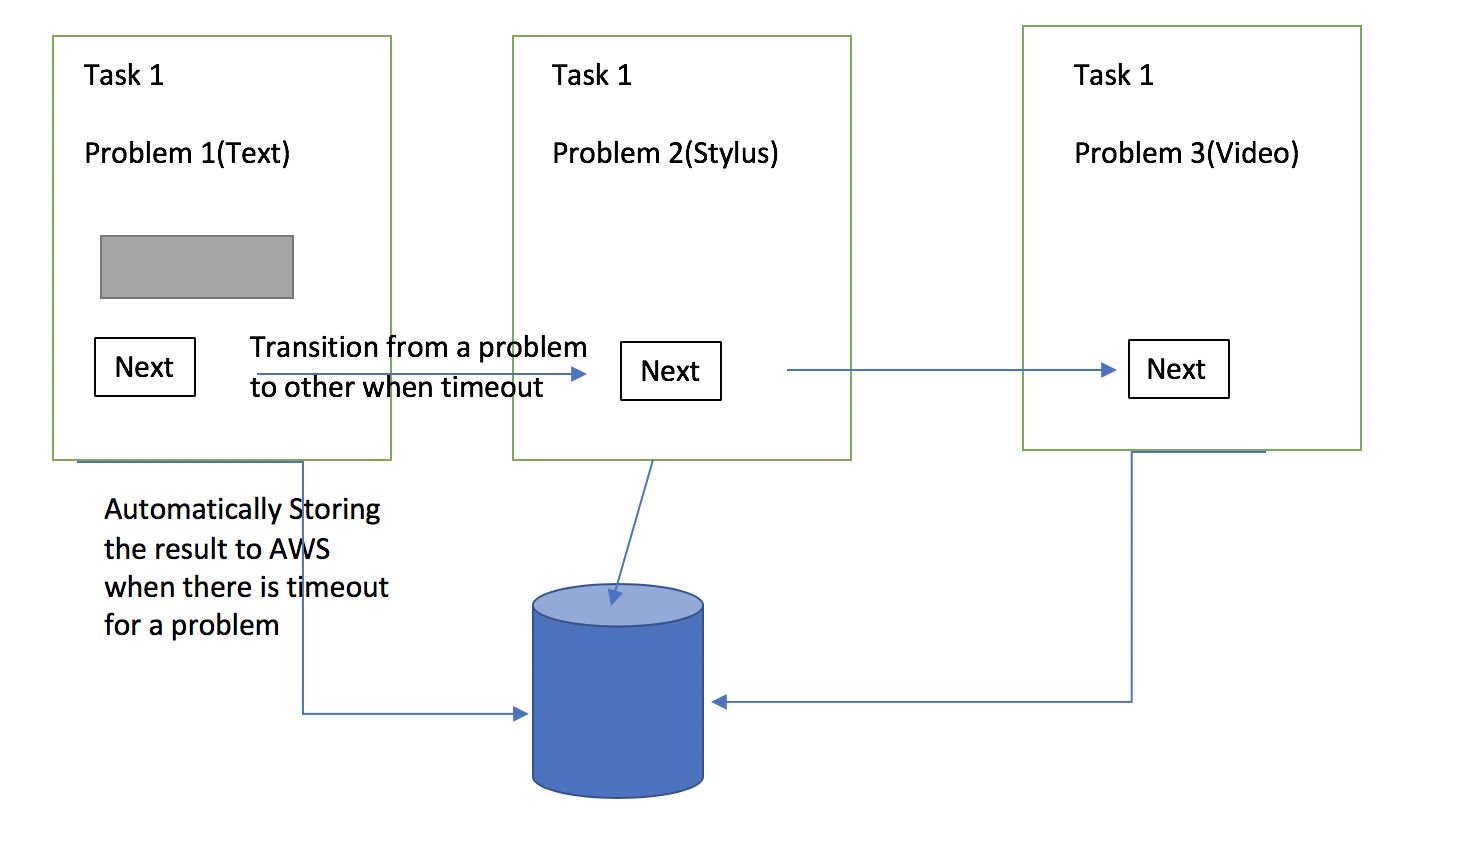 Task 1
Problem 1(Text)
Next
Transition from a problem
to other when timeout
Task 1
Problem 2(Stylus)
Next
Task 1
Problem 3(Video)
Next
Automatically Storing
the result to AWS
when there is timeout
for a problem